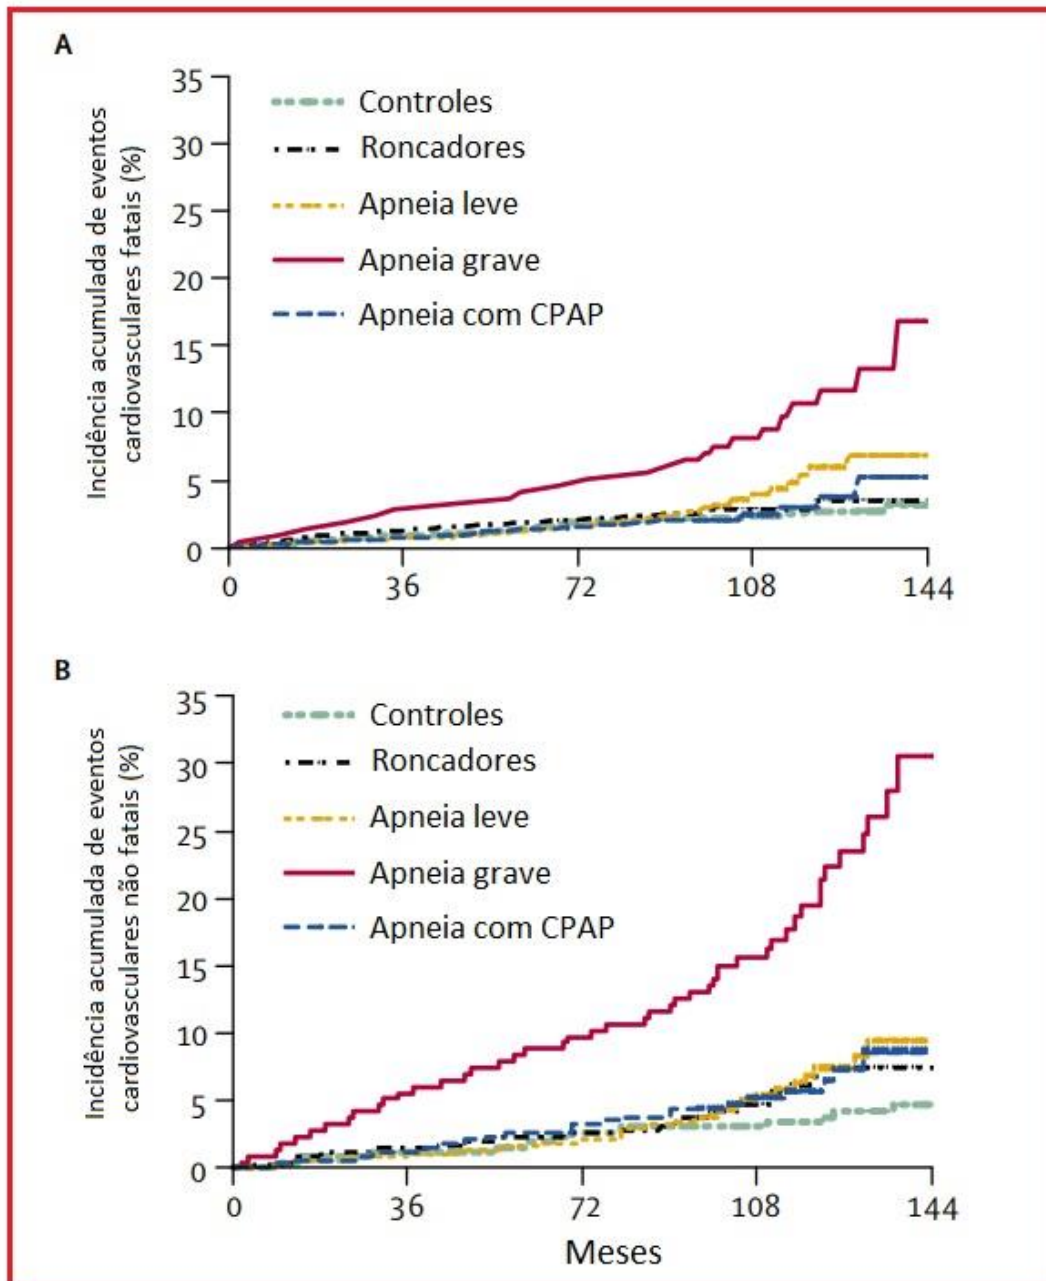 A
Incidência acumulada de eventos
cardiovasculares fatais (%)
35
30
25
20
15
10
5
0
Controles
Roncadores
Apneia leve
Apneia grave
Apneia com CPAP
0 36 72 108 144
B
Incidência acumulada de eventos
cardiovasculares não fatais (%)
35
30
25
20
15
10
5
0
Controles
Roncadores
Apneia leve
Apneia grave
Apneia com CPAP
0 36 72 108 144
Meses